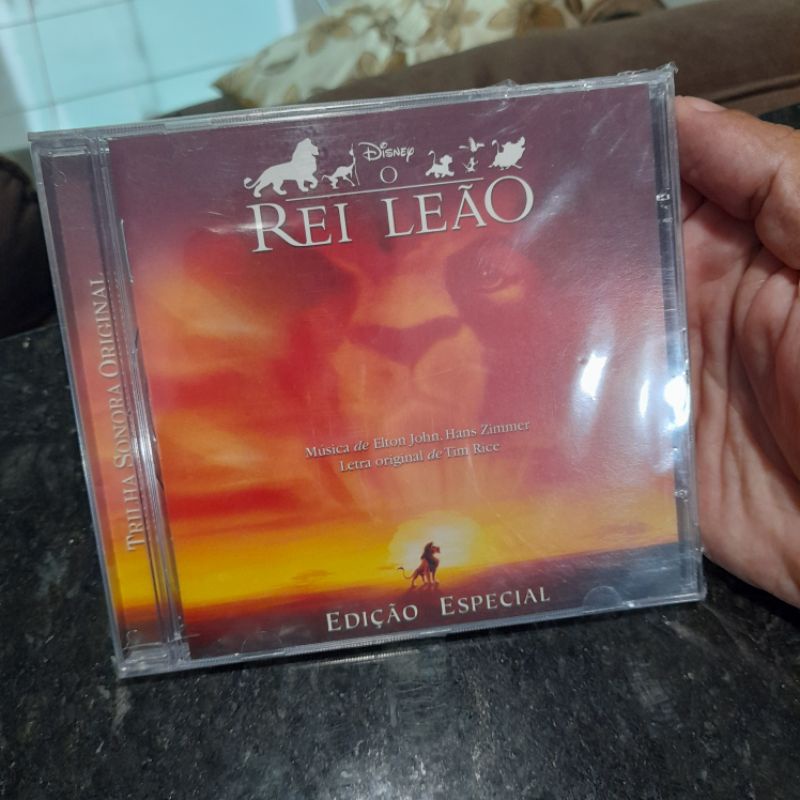 Disney
O
REI LEÃO
TRILHA SONORA ORIGINAL
Música de Elton John, Hans Zimmer
Letra original de Tim Rice
EDIÇÃO ESPECIAL